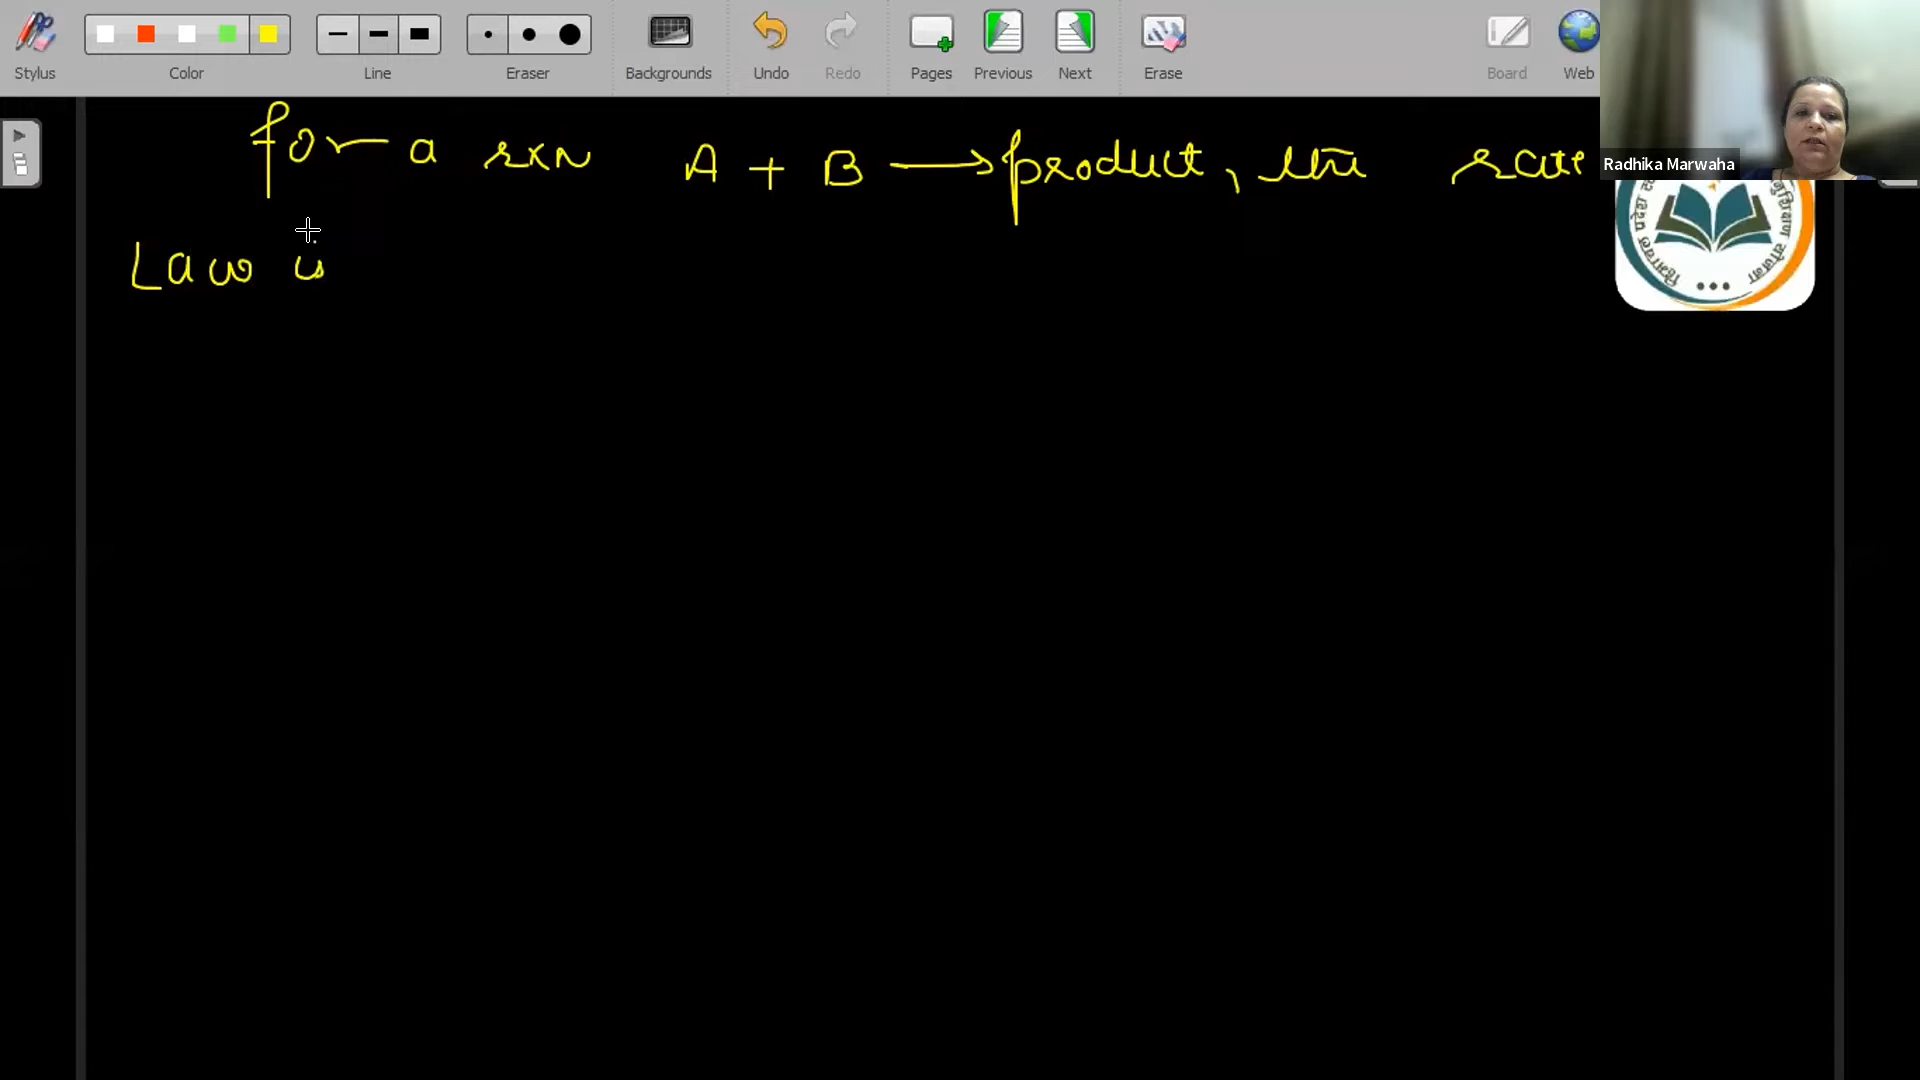 Stylus Color Line Eraser Backgrounds Undo Redo Pages Previous Next Erase Board Web
Radhika Marwaha
for a rxn A + B → product, the rate
Law is